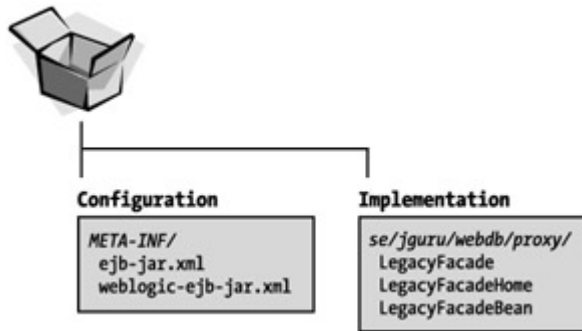 Configuration
META-INF/
ejb-jar.xml
weblogic-ejb-jar.xml
Implementation
se/jguru/webdb/proxy/
LegacyFacade
LegacyFacadeHome
LegacyFacadeBean